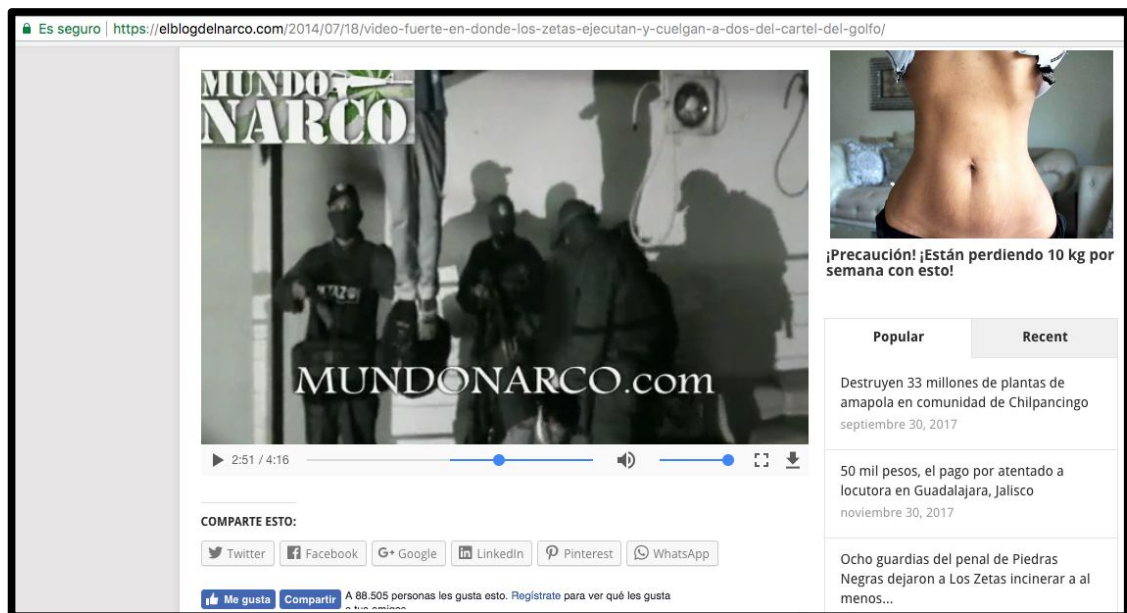 Es seguro | https://elblogdelnarco.com/2014/07/18/video-fuerte-en-donde-los-zetas-ejecutan-y-cuelgan-a-dos-del-cartel-del-golfo/
MUNDO
NARCO
MUNDONARCO.com
2:51 / 4:16
COMPARTE ESTO:
Twitter
Facebook
G+ Google
LinkedIn
Pinterest
WhatsApp
Me gusta
Compartir
A 88.505 personas les gusta esto. Regístrate para ver qué les gusta
a tus amigos.
¡Precaución! ¡Están perdiendo 10 kg por
semana con esto!
Popular
Recent
Destruyen 33 millones de plantas de
amapola en comunidad de Chilpancingo
septiembre 30, 2017
50 mil pesos, el pago por atentado a
locutora en Guadalajara, Jalisco
noviembre 30, 2017
Ocho guardias del penal de Piedras
Negras dejaron a Los Zetas incinerar a al
menos...